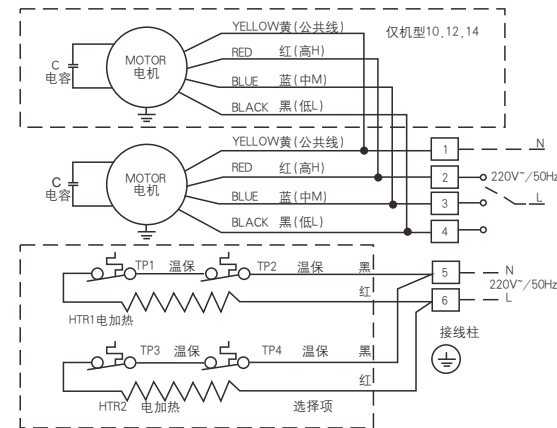 YELLOW黄(公共线)
仅机型10,12,14
RED 红(高H)
C
电容
MOTOR
电机
BLUE 蓝(中M)
BLACK 黑(低L)
YELLOW黄(公共线)
1
N
RED 红(高H)
2
220V~/50Hz
C
电容
MOTOR
电机
BLUE 蓝(中M)
3
L
BLACK 黑(低L)
4
TP1 温保 TP2 温保 黑
5
N
220V~/50Hz
红
6
L
HTR1电加热
接线柱
TP3 温保 TP4 温保 黑
红
HTR2 电加热
选择项